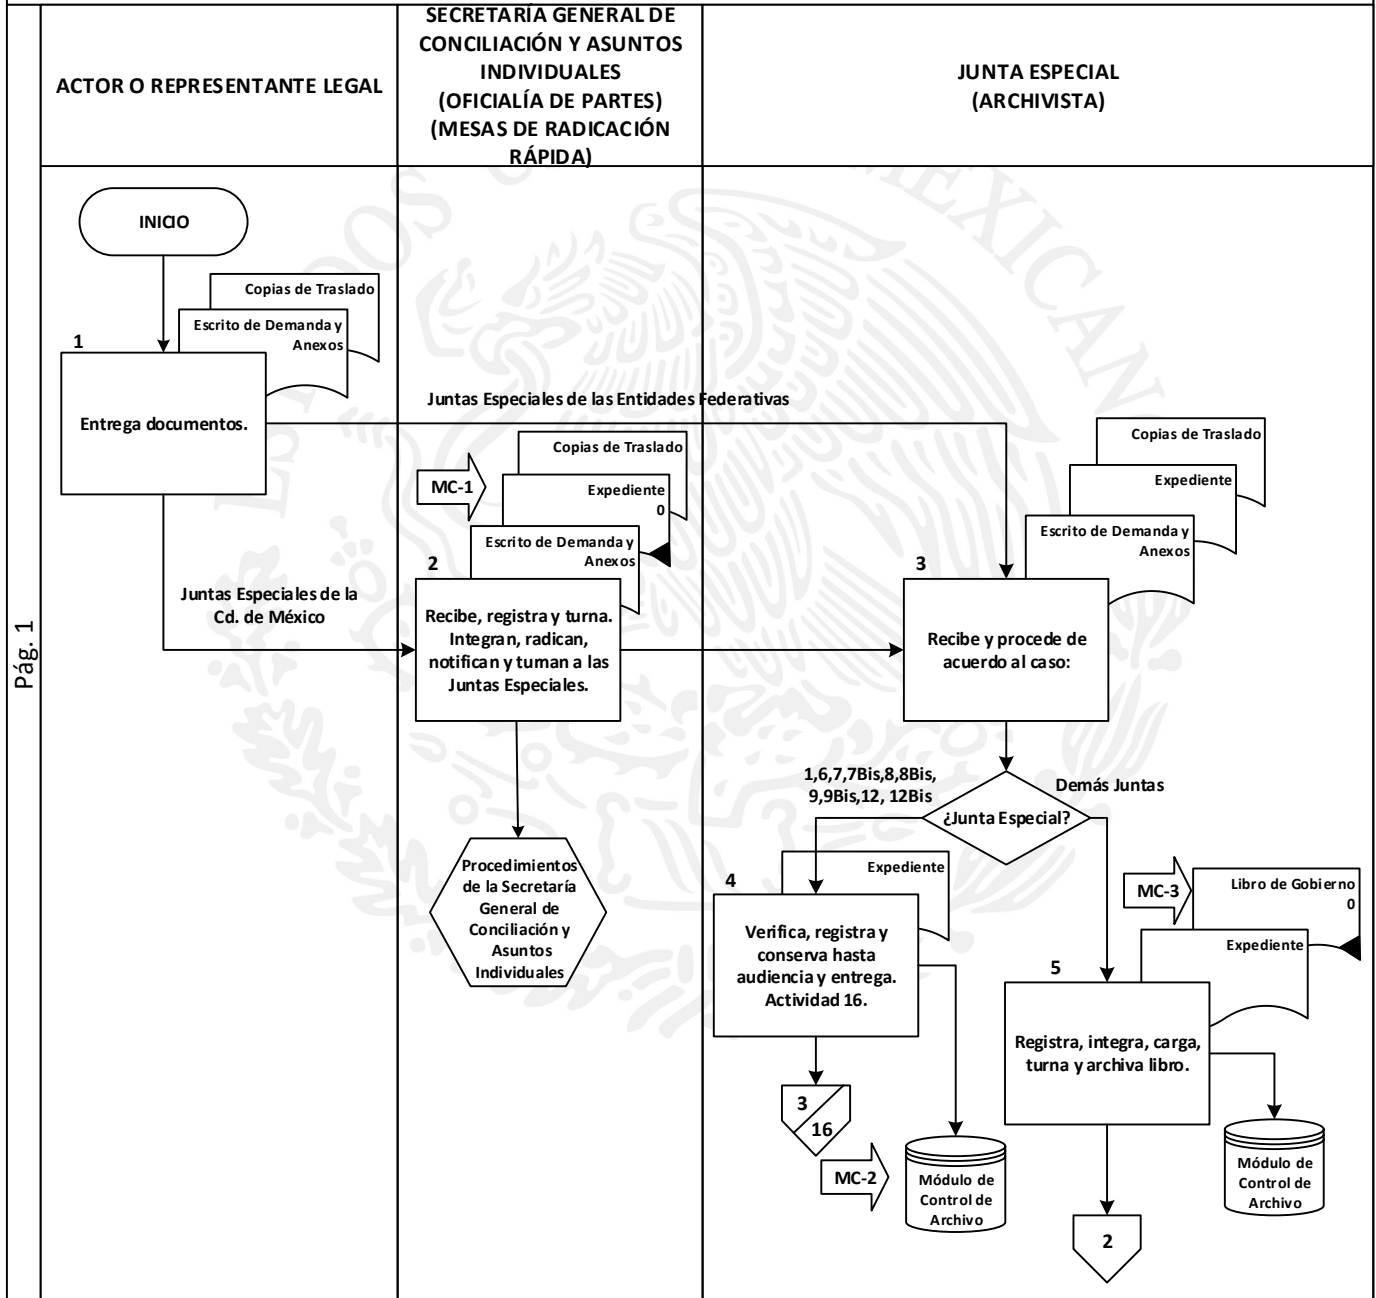 SECRETARÍA GENERAL DE
CONCILIACIÓN Y ASUNTOS
INDIVIDUALES
(OFICIALÍA DE PARTES)
(MESAS DE RADICACIÓN
RÁPIDA)
ACTOR O REPRESENTANTE LEGAL
JUNTA ESPECIAL
(ARCHIVISTA)
Pág. 1
INICIO
Copias de Traslado
Escrito de Demanda y
Anexos
1
Entrega documentos.
Juntas Especiales de las Entidades Federativas
Juntas Especiales de la
Cd. de México
MC-1
Copias de Traslado
Expediente
0
Escrito de Demanda y
Anexos
2
Recibe, registra y turna.
Integran, radican,
notifican y turnan a las
Juntas Especiales.
Procedimientos
de la Secretaría
General de
Conciliación y
Asuntos
Individuales
Copias de Traslado
Expediente
Escrito de Demanda y
Anexos
3
Recibe y procede de
acuerdo al caso:
1,6,7,7Bis,8,8Bis,
9,9Bis,12, 12Bis
Demás Juntas
¿Junta Especial?
Expediente
4
Verifica, registra y
conserva hasta
audiencia y entrega.
Actividad 16.
3
16
MC-2
Módulo de
Control de
Archivo
MC-3
Libro de Gobierno
0
Expediente
5
Registra, integra, carga,
turna y archiva libro.
Módulo de
Control de
Archivo
2